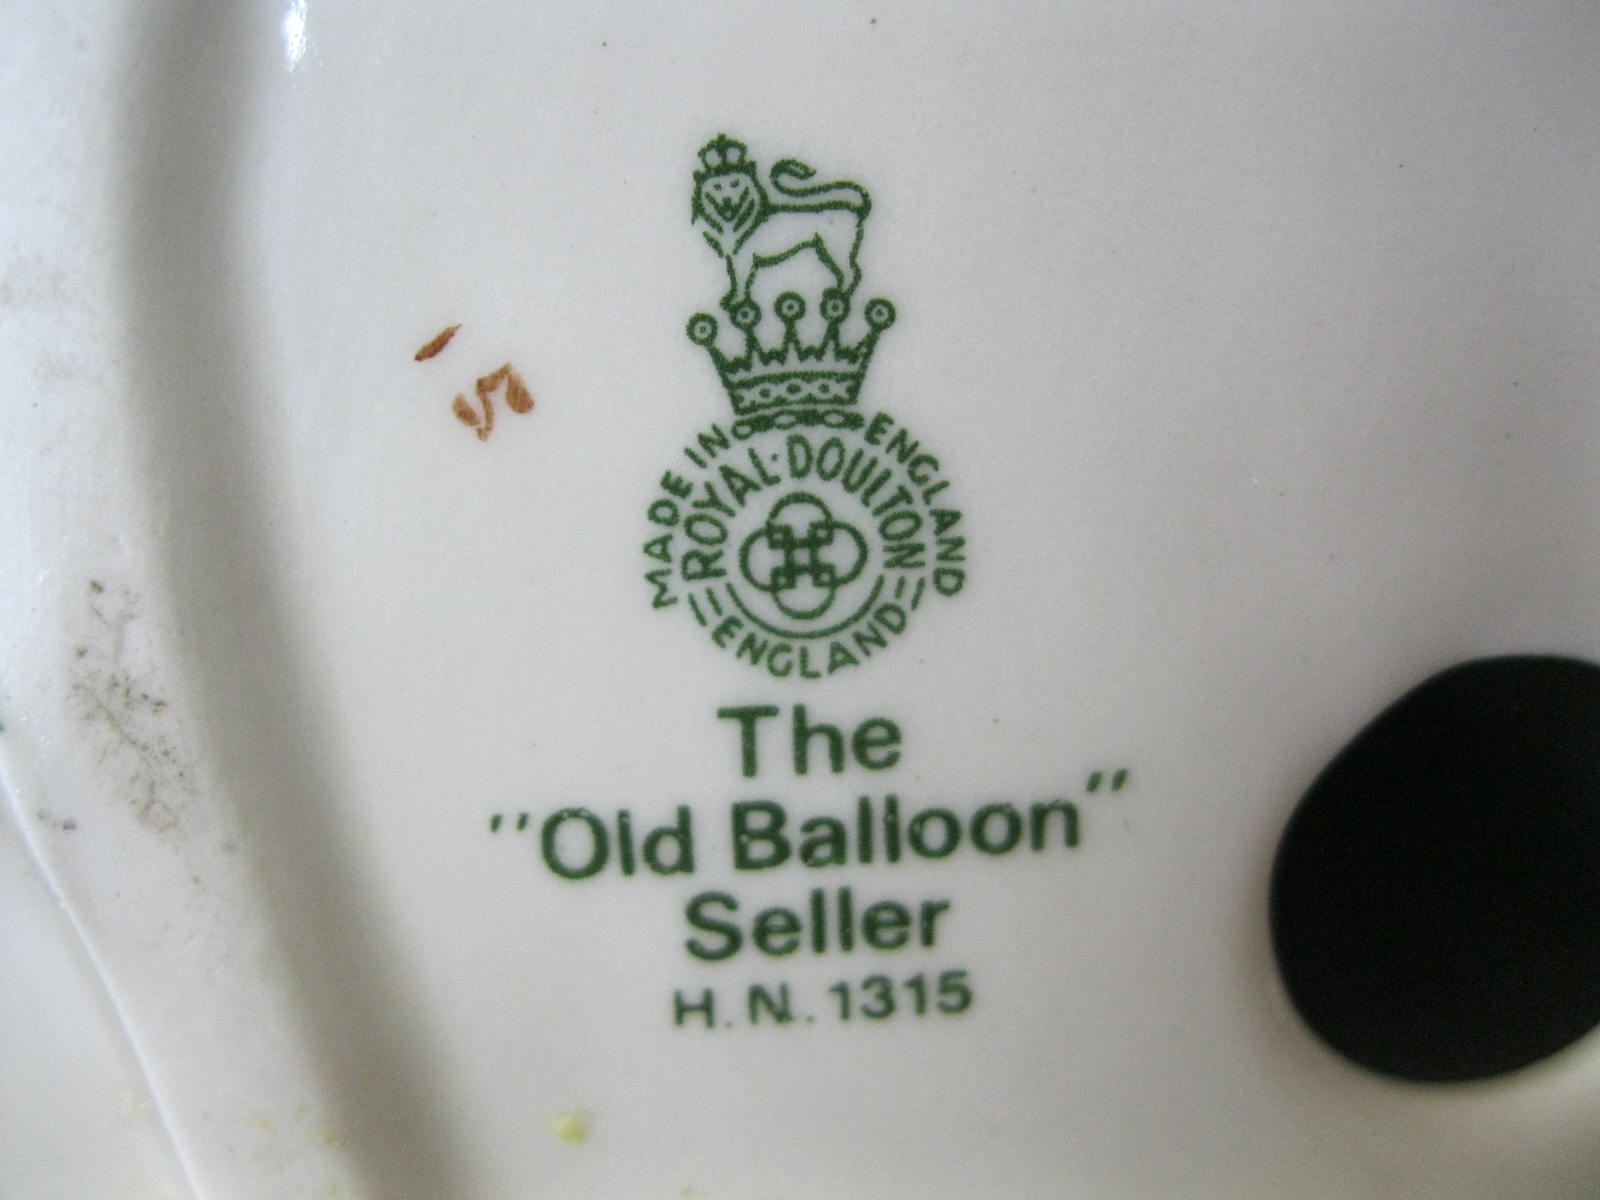 MADE IN ENGLAND
ROYAL·DOULTON
ENGLAND
The
"Old Balloon"
Seller
H.N.1315